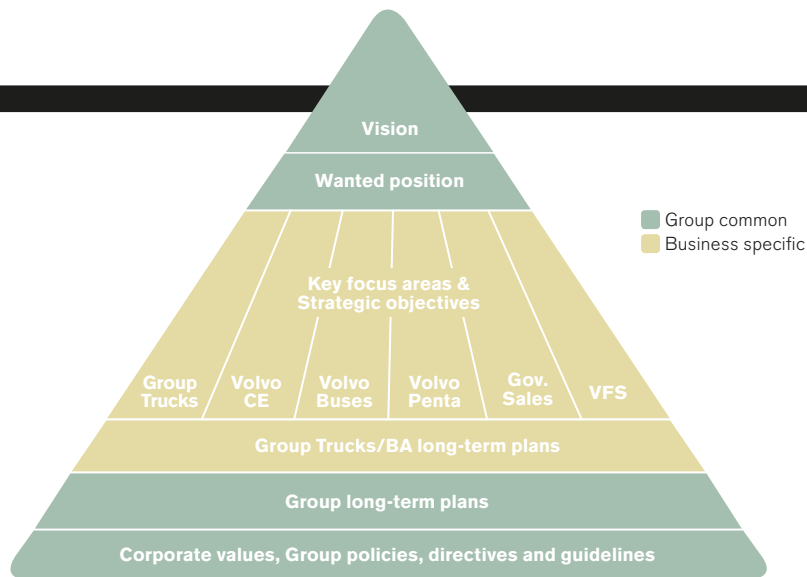 Vision
Wanted position
Group common
Business specific
Key focus areas &
Strategic objectives
Group
Trucks
Volvo
CE
Volvo
Buses
Volvo
Penta
Gov.
Sales
VFS
Group Trucks/BA long-term plans
Group long-term plans
Corporate values, Group policies, directives and guidelines